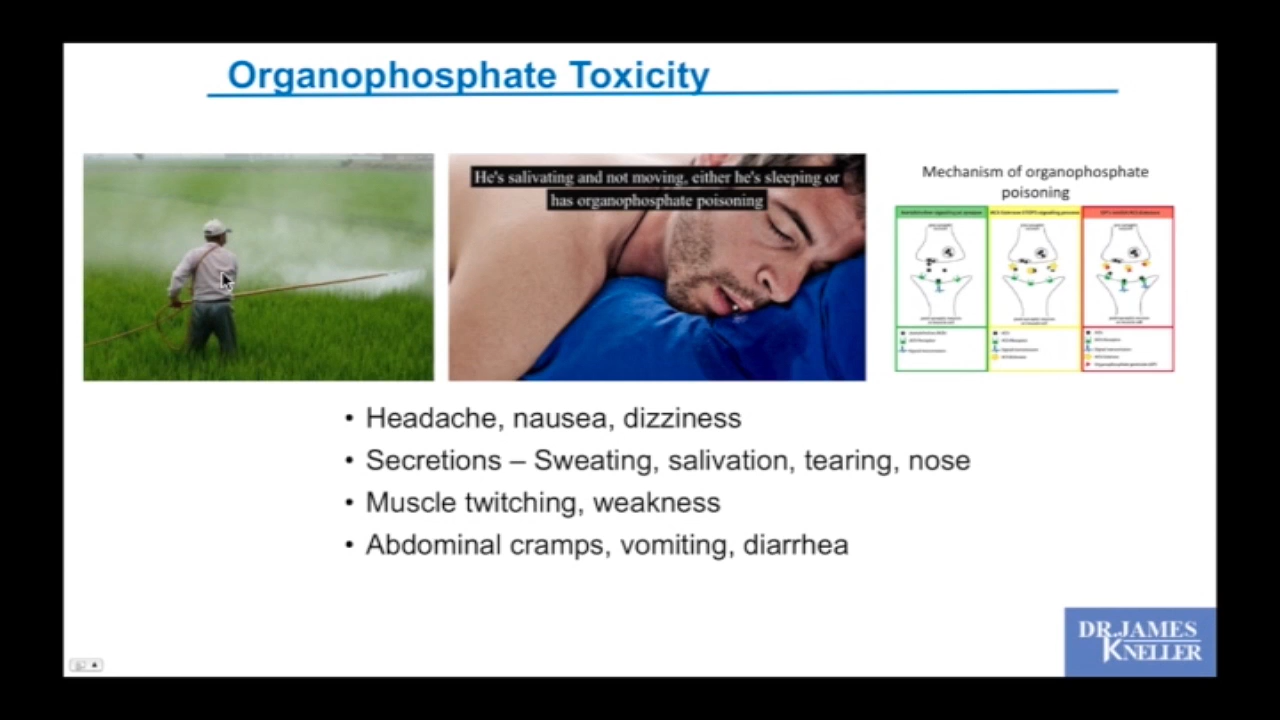 Organophosphate Toxicity
He's salivating and not moving, either he's sleeping or
has organophosphate poisoning
Mechanism of organophosphate
poisoning
• Headache, nausea, dizziness
• Secretions – Sweating, salivation, tearing, nose
• Muscle twitching, weakness
• Abdominal cramps, vomiting, diarrhea
DR.JAMES
KNELLER